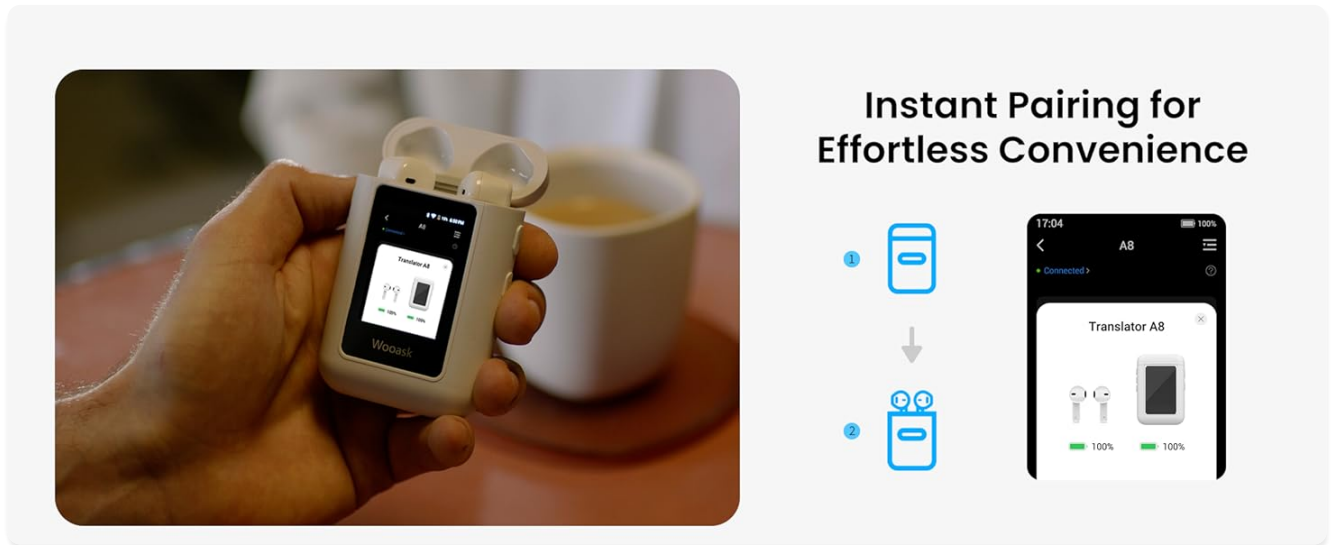 Instant Pairing for
Effortless Convenience
A8
Translator A8
100%
100%
Wooask
1
2
17:04
100%
A8
Connected >
Translator A8
100%
100%